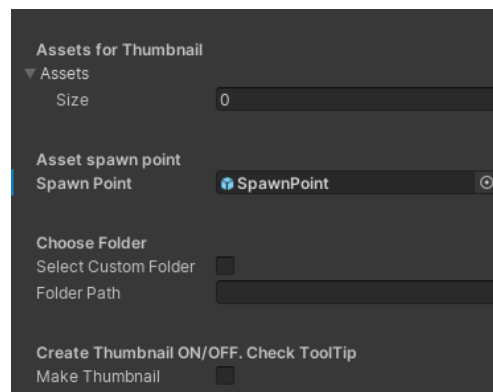 Assets for Thumbnail
Assets
Size 0
Asset spawn point
Spawn Point SpawnPoint
Choose Folder
Select Custom Folder
Folder Path
Create Thumbnail ON/OFF. Check ToolTip
Make Thumbnail